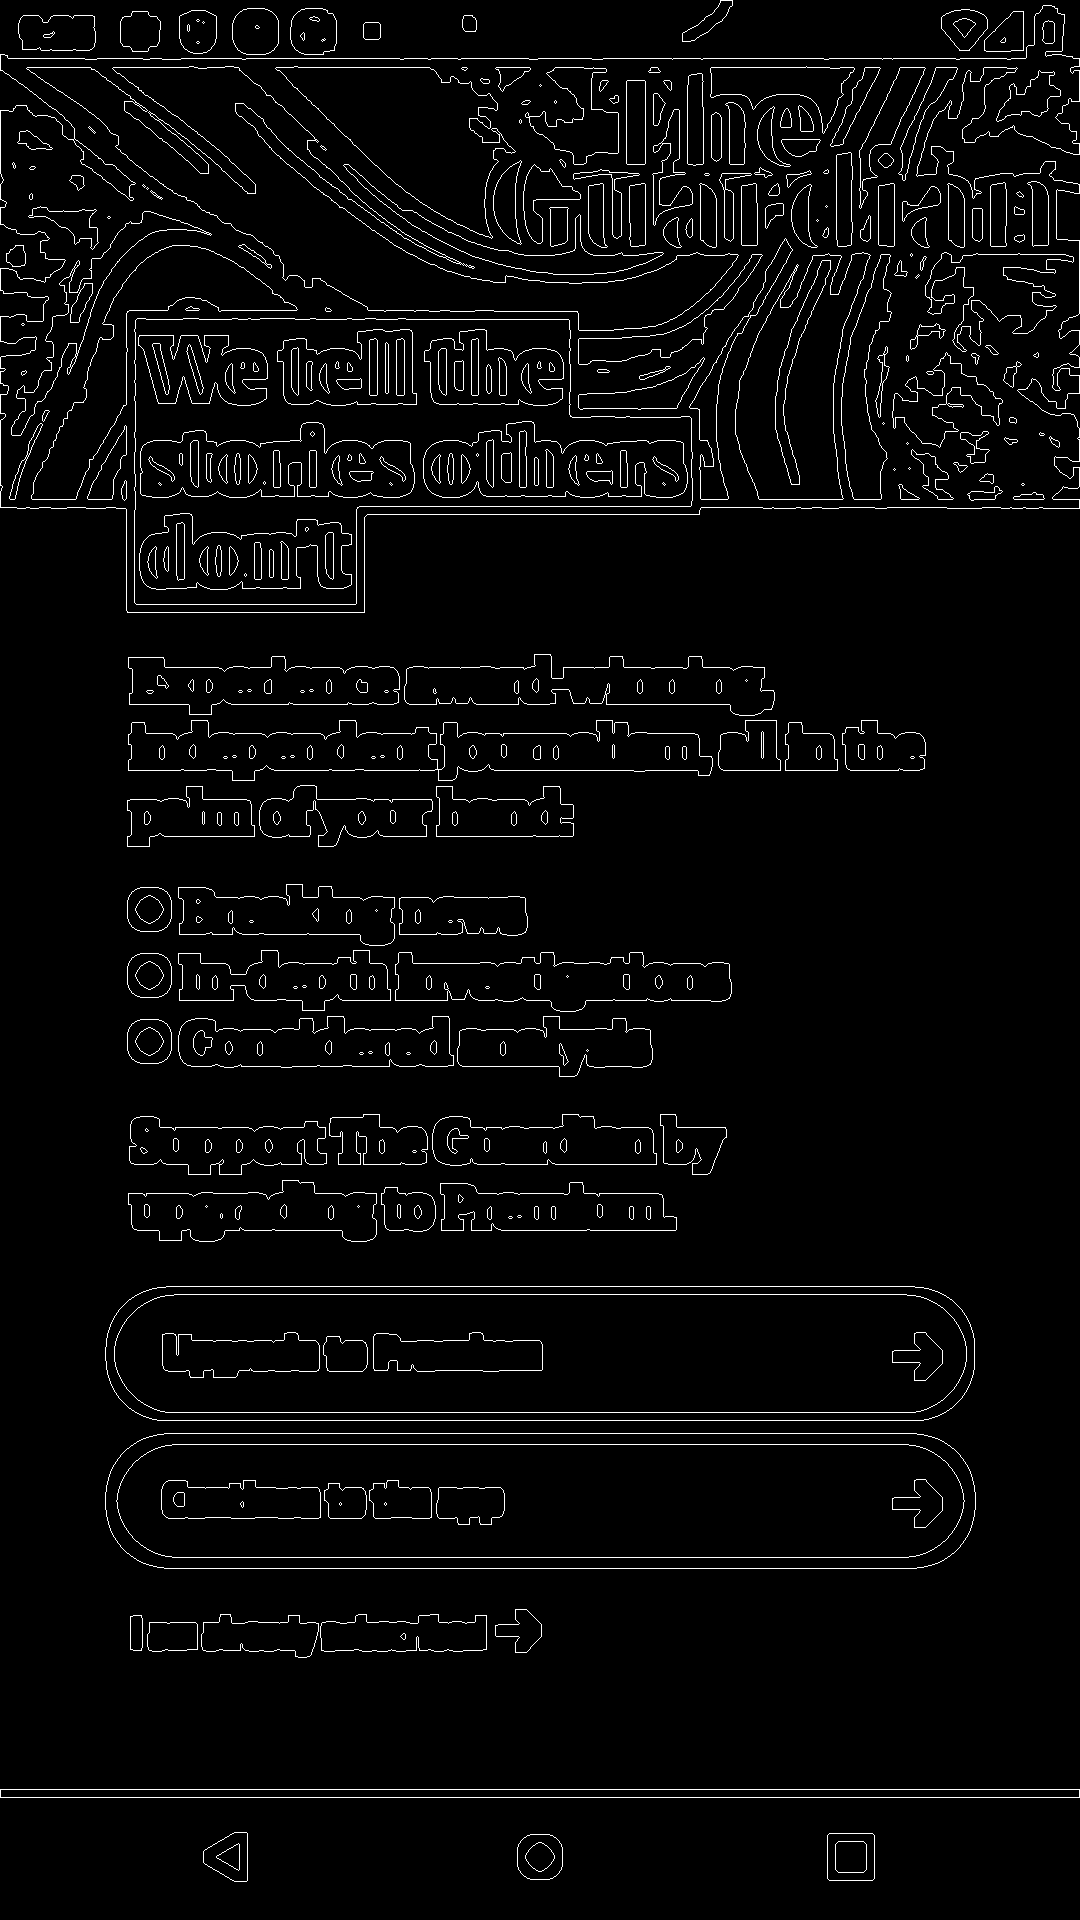 The
Guardian
We tell the
stories others
don't
Experience award-winning,
independent journalism, all in the
palm of your hand:
Breaking news
In-depth investigations
Considered analysis
Support The Guardian by
upgrading to Premium.
Upgrade to Premium
Continue to the app
I am already subscribed